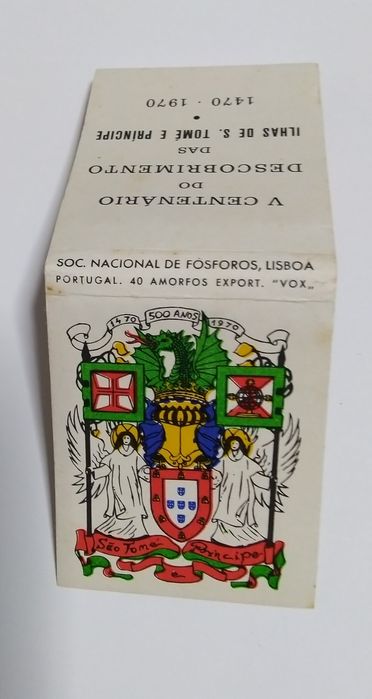 V CENTENÁRIO
DO
DESCOBRIMENTO
DAS
ILHAS DE S. TOMÉ E PRÍNCIPE
•
1470 - 1970
SOC. NACIONAL DE FÓSFOROS, LISBOA
PORTUGAL. 40 AMORFOS EXPORT. "VOX„
1470 500 ANOS 1970
São Tomé e Príncipe